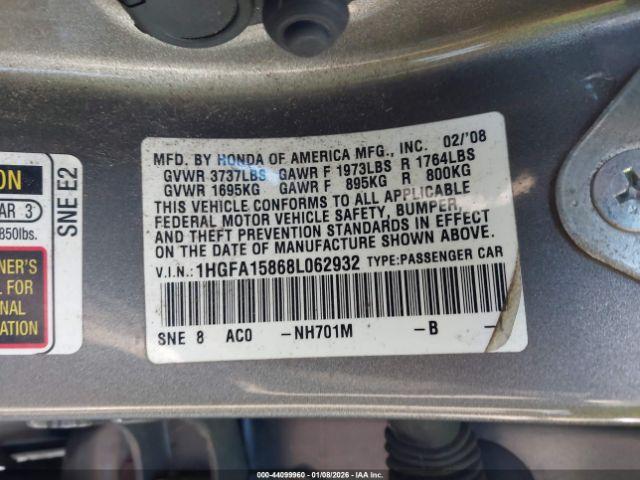 MFD. BY HONDA OF AMERICA MFG., INC. 02/'08
GVWR 3737LBS GAWR F 1973LBS R 1764LBS
GVWR 1695KG GAWR F 895KG R 800KG
THIS VEHICLE CONFORMS TO ALL APPLICABLE
FEDERAL MOTOR VEHICLE SAFETY, BUMPER,
AND THEFT PREVENTION STANDARDS IN EFFECT
ON THE DATE OF MANUFACTURE SHOWN ABOVE.
V.I.N.: 1HGFA15868L062932 TYPE:PASSENGER CAR
SNE 8 AC0 -NH701M -B -
ON
AR 3
850lbs.
NER'S
L FOR
NAL
ATION
SNE E2
000-44099960 - 01/08/2026 - IAA Inc.